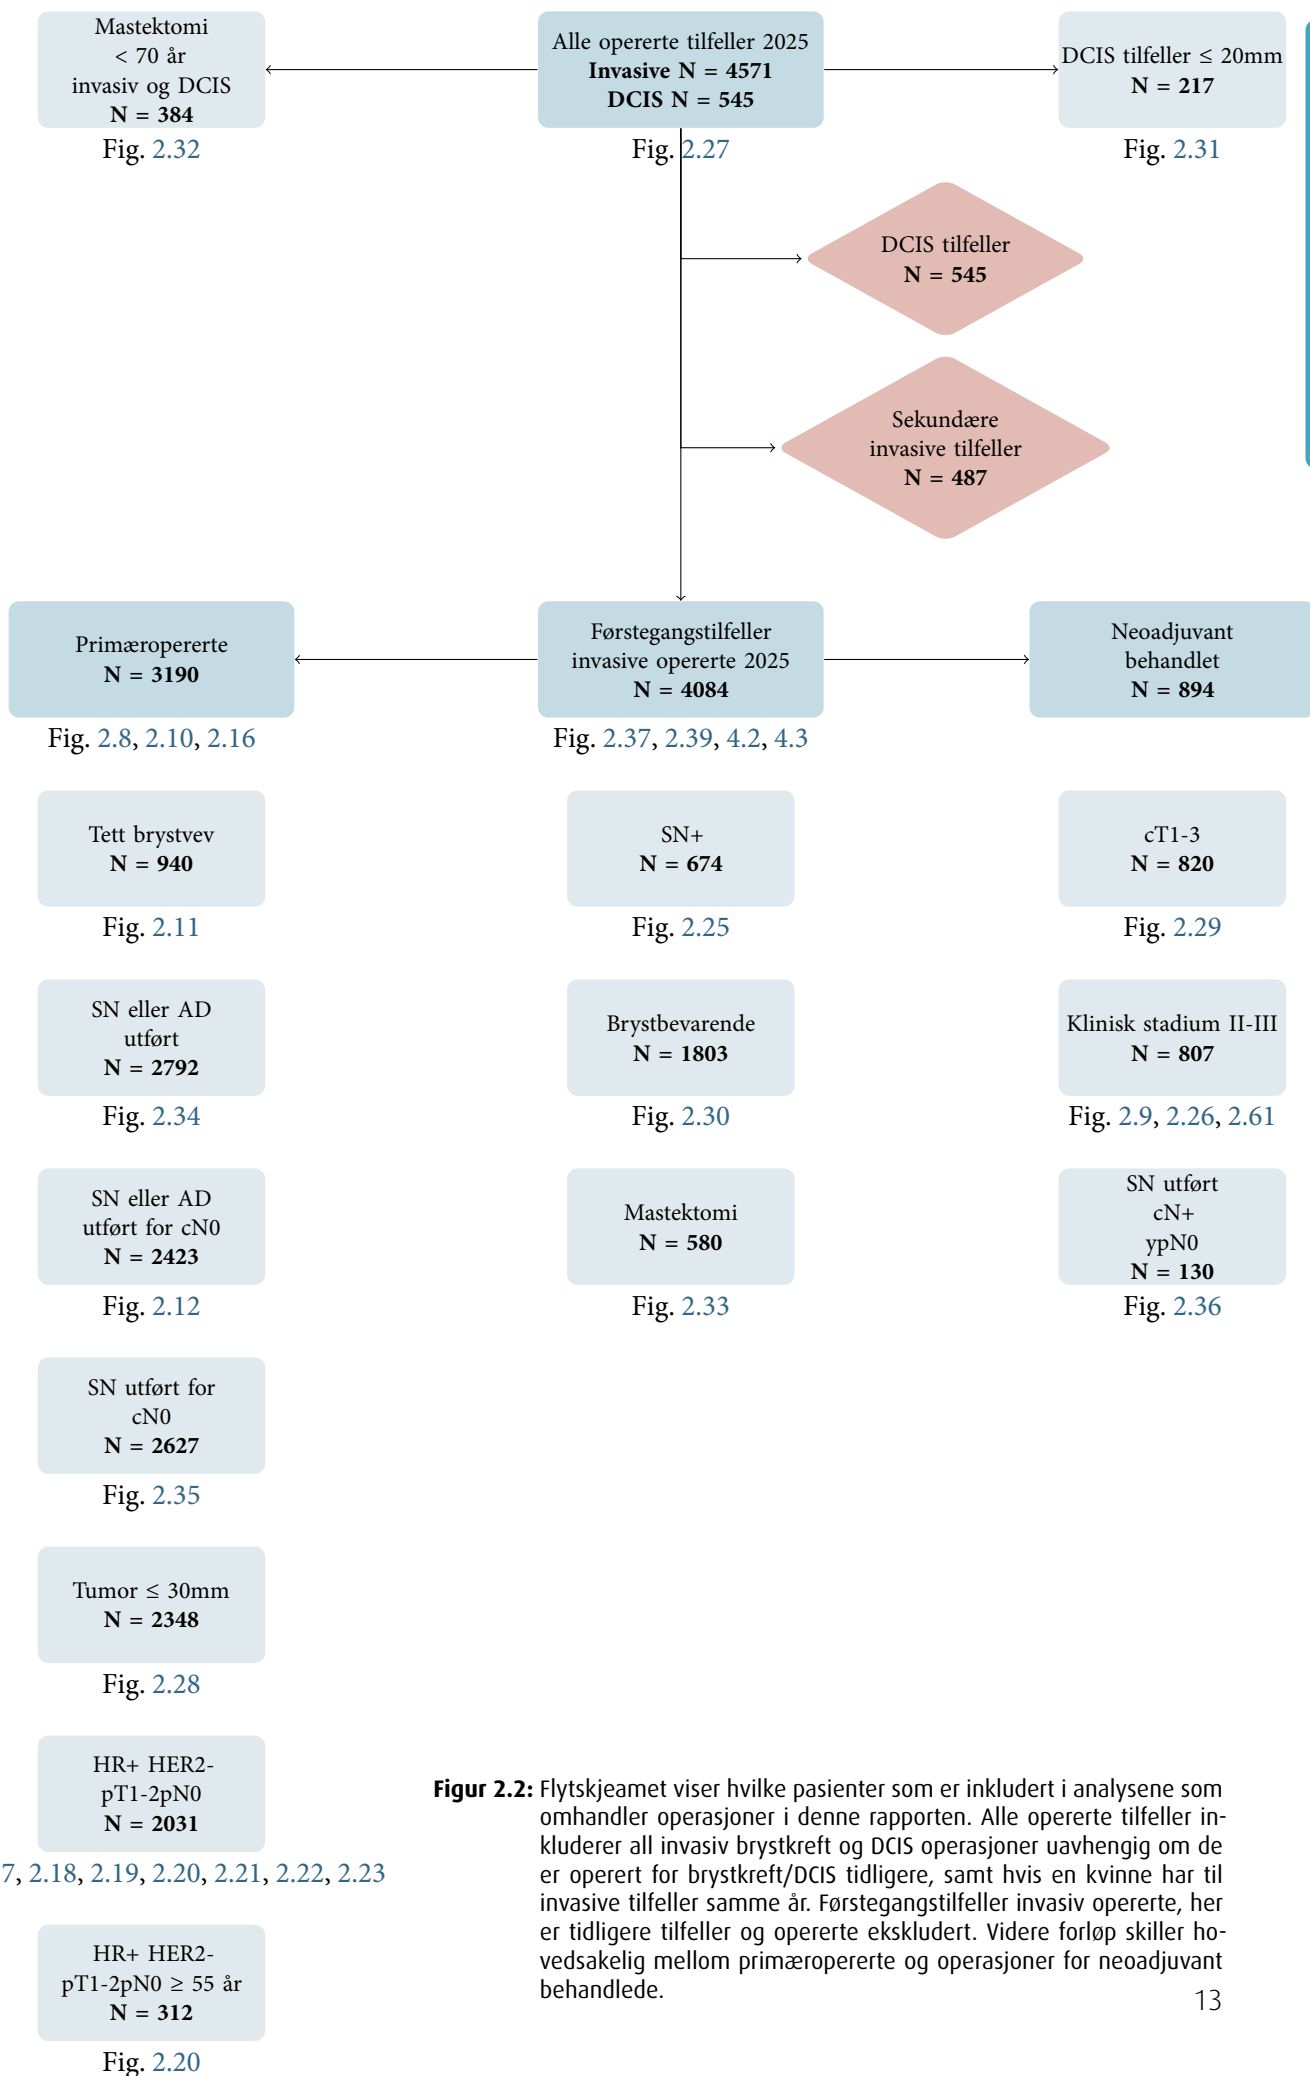 Mastektomi
< 70 år
invasiv og DCIS
N = 384
Fig. 2.32
Alle opererte tilfeller 2025
Invasive N = 4571
DCIS N = 545
Fig. 2.27
DCIS tilfeller ≤ 20mm
N = 217
Fig. 2.31
DCIS tilfeller
N = 545
Sekundære
invasive tilfeller
N = 487
Primæropererte
N = 3190
Fig. 2.8, 2.10, 2.16
Førstegangstilfeller
invasive opererte 2025
N = 4084
Fig. 2.37, 2.39, 4.2, 4.3
Neoadjuvant
behandlet
N = 894
Tett brystvev
N = 940
Fig. 2.11
SN+
N = 674
Fig. 2.25
cT1-3
N = 820
Fig. 2.29
SN eller AD
utført
N = 2792
Fig. 2.34
Brystbevarende
N = 1803
Fig. 2.30
Klinisk stadium II-III
N = 807
Fig. 2.9, 2.26, 2.61
SN eller AD
utført for cN0
N = 2423
Fig. 2.12
Mastektomi
N = 580
Fig. 2.33
SN utført
cN+
ypN0
N = 130
Fig. 2.36
SN utført for
cN0
N = 2627
Fig. 2.35
Tumor ≤ 30mm
N = 2348
Fig. 2.28
HR+ HER2-
pT1-2pN0
N = 2031
7, 2.18, 2.19, 2.20, 2.21, 2.22, 2.23
HR+ HER2-
pT1-2pN0 ≥ 55 år
N = 312
Fig. 2.20
Figur 2.2: Flytskjeamet viser hvilke pasienter som er inkludert i analysene som
omhandler operasjoner i denne rapporten. Alle opererte tilfeller in-
kluderer all invasiv brystkreft og DCIS operasjoner uavhengig om de
er operert for brystkreft/DCIS tidligere, samt hvis en kvinne har to
invasive tilfeller samme år. Førstegangstilfeller invasiv opererte, her
er tidligere tilfeller og opererte ekskludert. Videre forløp skiller ho-
vedsakelig mellom primæropererte og operasjoner for neoadjuvant
behandlede.
13